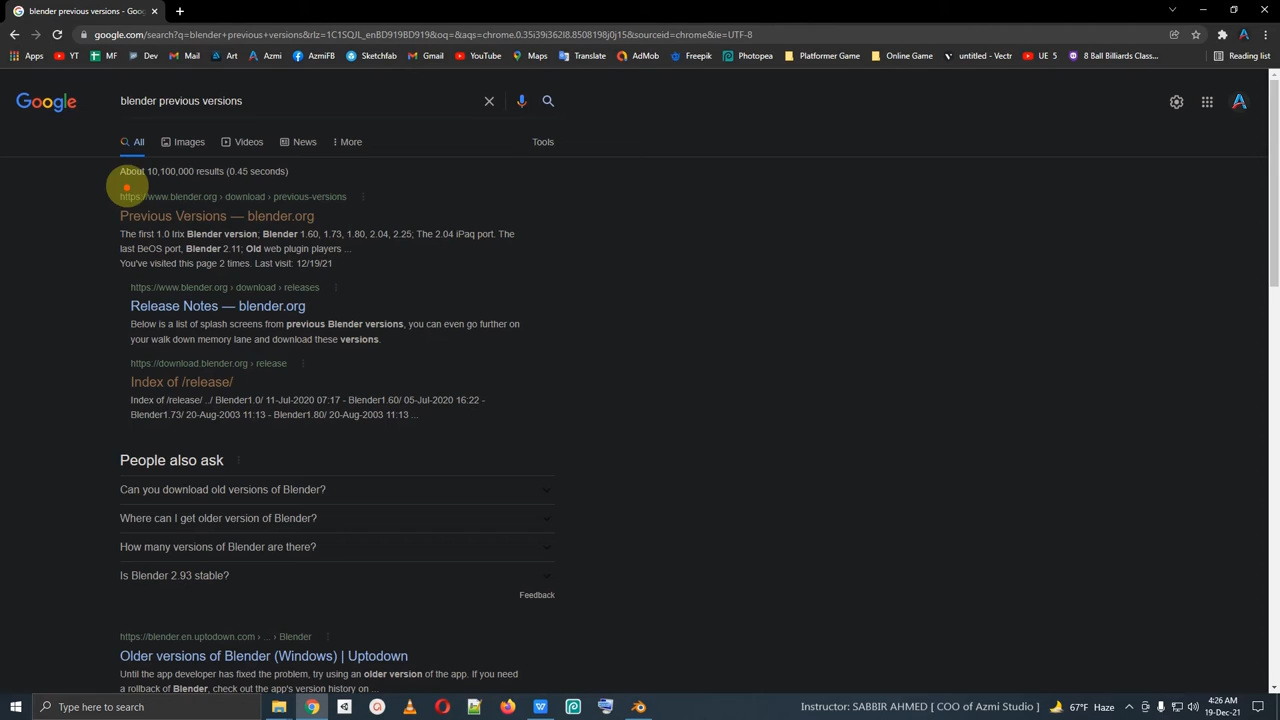 blender previous versions - Goo
google.com/search?q=blender+previous+versions&rlz=1C1SQJL_enBD919BD919&oq=&aqs=chrome.0.35i39i362l8.8508198j0j15&sourceid=chrome&ie=UTF-8
Apps YT MF Dev Mail Art Azmi AzmiFB Sketchfab Gmail YouTube Maps Translate AdMob Freepik Photopea Platformer Game Online Game untitled - Vectr UE 5 8 Ball Billiards Class... Reading list
Google blender previous versions
All Images Videos News More Tools
About 10,100,000 results (0.45 seconds)
https://www.blender.org › download › previous-versions
Previous Versions — blender.org
The first 1.0 Irix Blender version; Blender 1.60, 1.73, 1.80, 2.04, 2.25; The 2.04 iPaq port. The
last BeOS port, Blender 2.11; Old web plugin players ...
You've visited this page 2 times. Last visit: 12/19/21
https://www.blender.org › download › releases
Release Notes — blender.org
Below is a list of splash screens from previous Blender versions, you can even go further on
your walk down memory lane and download these versions.
https://download.blender.org › release
Index of /release/
Index of /release/ ../ Blender1.0/ 11-Jul-2020 07:17 - Blender1.60/ 05-Jul-2020 16:22 -
Blender1.73/ 20-Aug-2003 11:13 - Blender1.80/ 20-Aug-2003 11:13 ...
People also ask
Can you download old versions of Blender?
Where can I get older version of Blender?
How many versions of Blender are there?
Is Blender 2.93 stable?
Feedback
https://blender.en.uptodown.com › ... › Blender
Older versions of Blender (Windows) | Uptodown
Until the app developer has fixed the problem, try using an older version of the app. If you need
a rollback of Blender, check out the app's version history on ...
Type here to search
Instructor: SABBIR AHMED [ COO of Azmi Studio ] 67°F Haze 4:26 AM
19-Dec-21